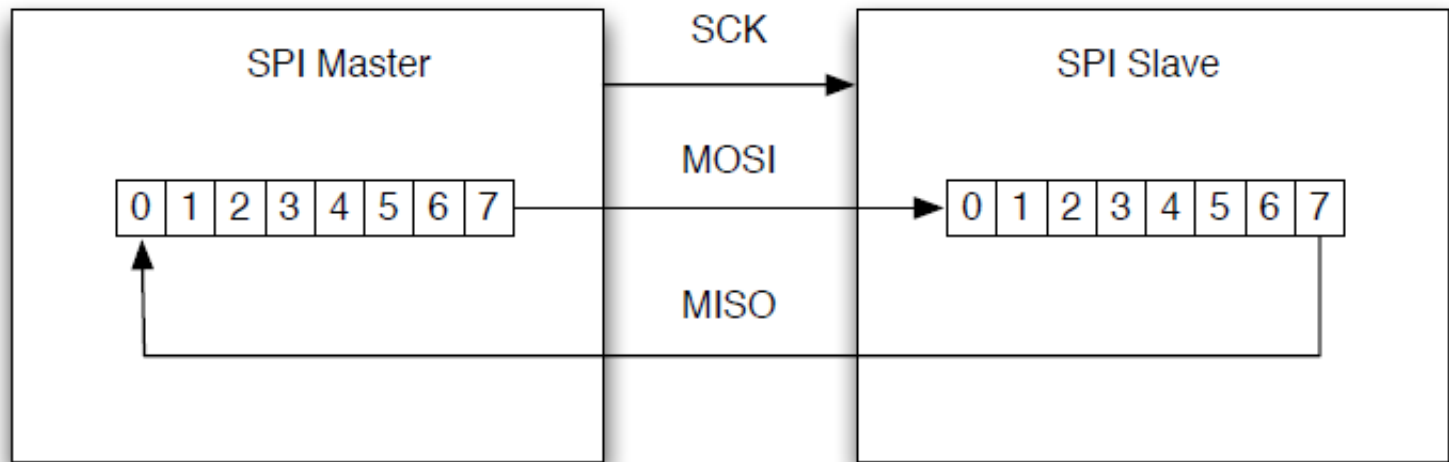 SCK
SPI Master
SPI Slave
MOSI
0 1 2 3 4 5 6 7
0 1 2 3 4 5 6 7
MISO